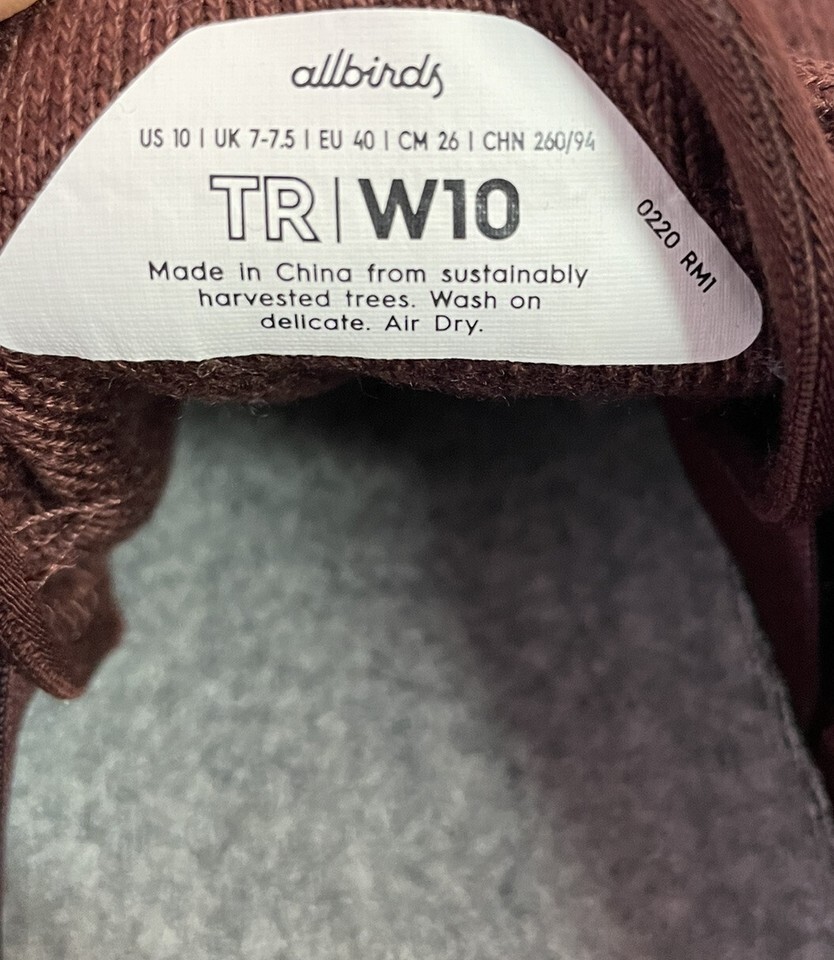 allbirds
US 10 | UK 7-7.5 | EU 40 | CM 26 | CHN 260/94
TR | W10
0220 RM1
Made in China from sustainably
harvested trees. Wash on
delicate. Air Dry.